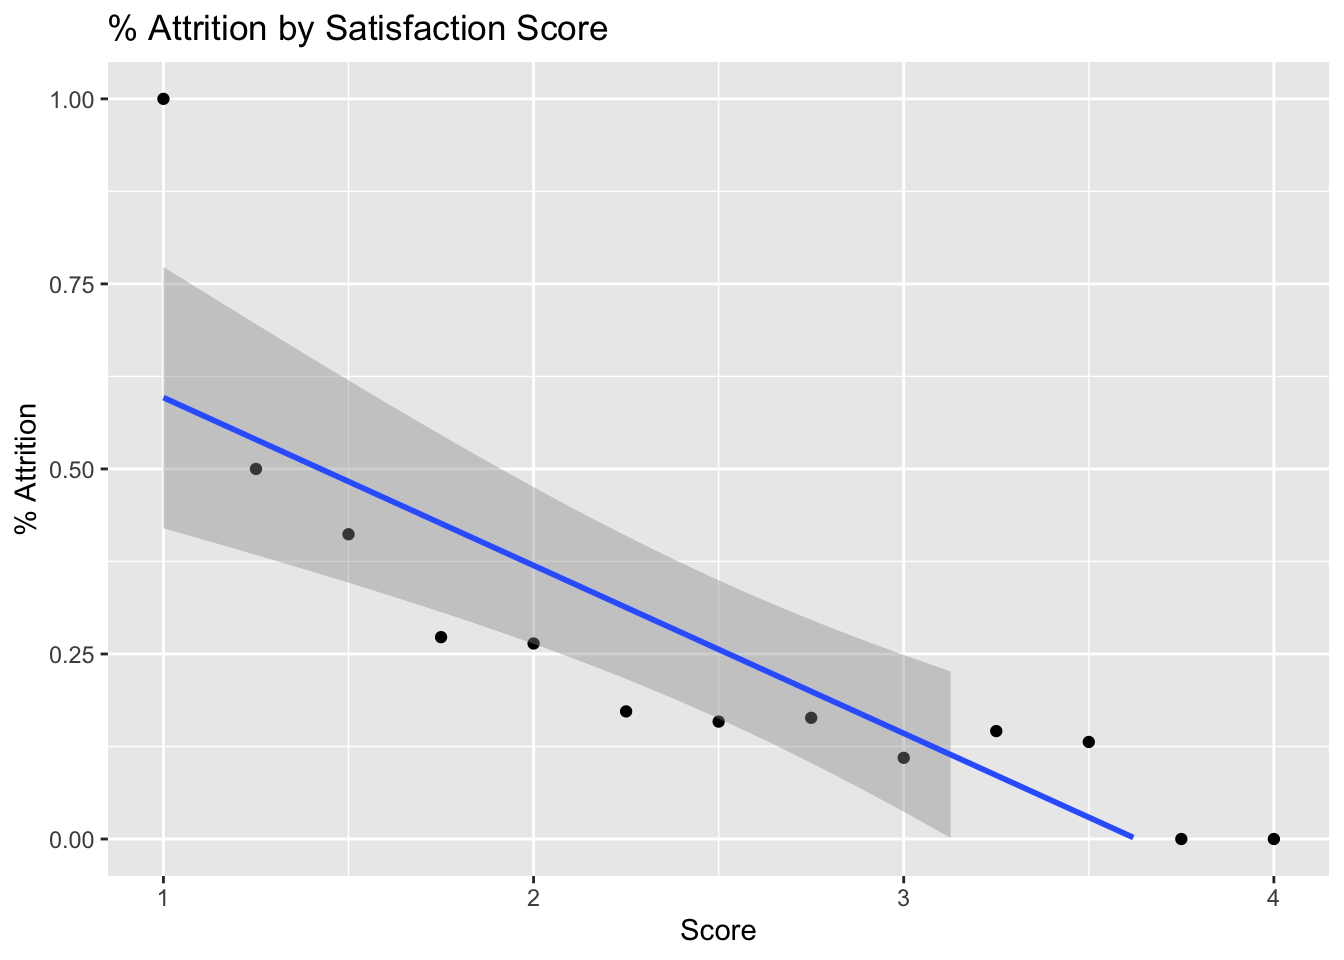 % Attrition by Satisfaction Score
1.00
0.75
0.50
0.25
0.00
% Attrition
1 2 3 4
Score